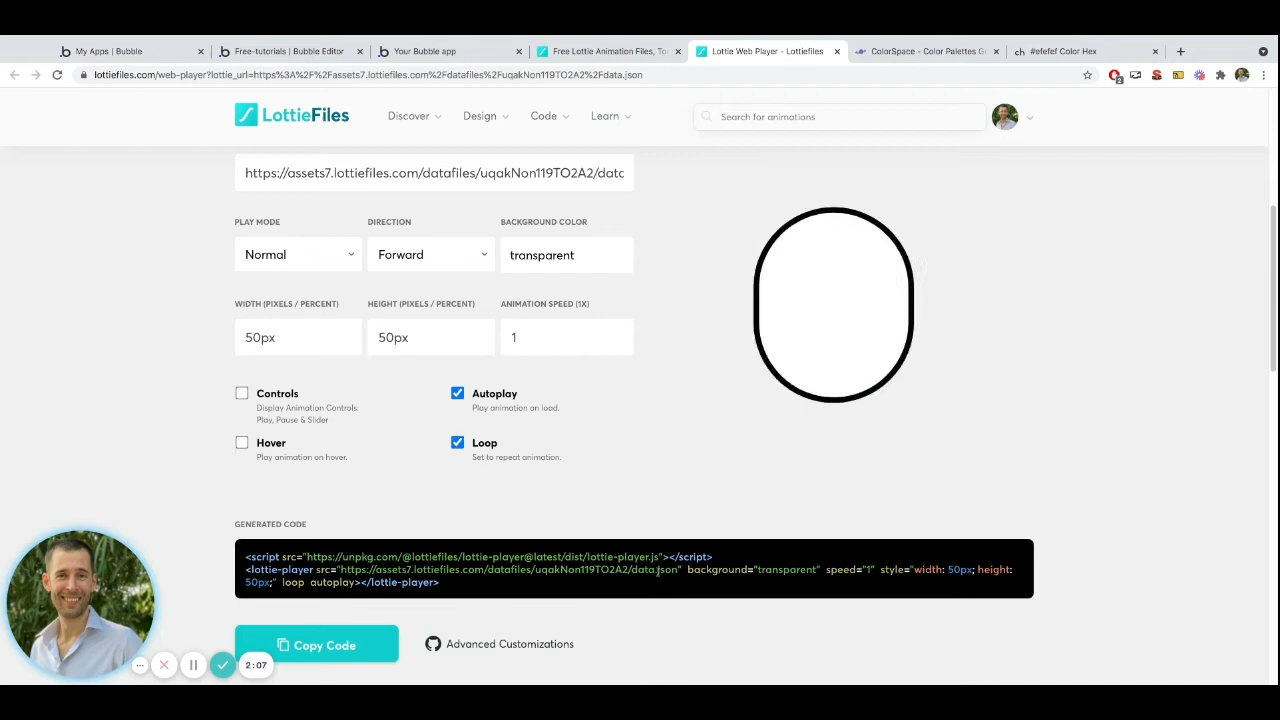 My Apps | Bubble
Free-tutorials | Bubble Editor
Your Bubble app
Free Lottie Animation Files, To
Lottie Web Player - Lottiefiles
ColorSpace - Color Palettes G
ch #efefef Color Hex
lottiefiles.com/web-player?lottie_url=https%3A%2F%2Fassets7.lottiefiles.com%2Fdatafiles%2FuqakNon119TO2A2%2Fdata.json
LottieFiles
Discover
Design
Code
Learn
Search for animations
https://assets7.lottiefiles.com/datafiles/uqakNon119TO2A2/datc
PLAY MODE
DIRECTION
BACKGROUND COLOR
Normal
Forward
transparent
WIDTH (PIXELS / PERCENT)
HEIGHT (PIXELS / PERCENT)
ANIMATION SPEED (1X)
50px
50px
1
Controls
Display Animation Controls:
Play, Pause & Slider
Autoplay
Play animation on load.
Hover
Play animation on hover.
Loop
Set to repeat animation.
GENERATED CODE
<script src="https://unpkg.com/@lottiefiles/lottie-player@latest/dist/lottie-player.js"></script>
<lottie-player src="https://assets7.lottiefiles.com/datafiles/uqakNon119TO2A2/data.json" background="transparent" speed="1" style="width: 50px; height:
50px;" loop autoplay></lottie-player>
Copy Code
Advanced Customizations
2:07